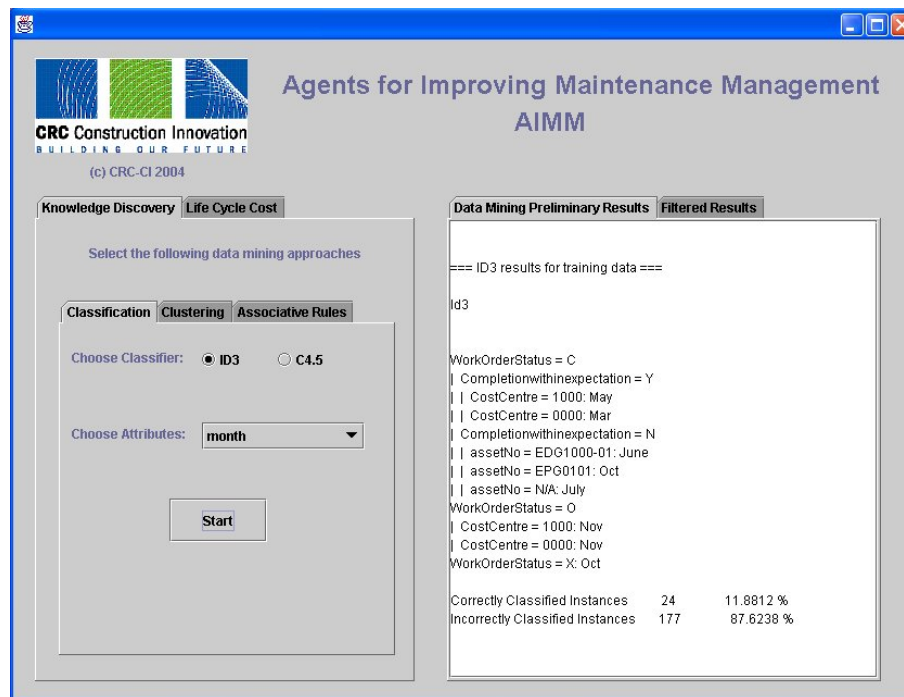 Agents for Improving Maintenance Management
AIMM
CRC Construction Innovation
BUILDING OUR FUTURE
(c) CRC-CI 2004
Knowledge Discovery Life Cycle Cost
Select the following data mining approaches
Classification Clustering Associative Rules
Choose Classifier: ID3 C4.5
Choose Attributes: month
Start
Data Mining Preliminary Results Filtered Results
=== ID3 results for training data ===
Id3
WorkOrderStatus = C
| Completionwithinexpectation = Y
| | CostCentre = 1000: May
| | CostCentre = 0000: Mar
| Completionwithinexpectation = N
| | assetNo = EDG1000-01: June
| | assetNo = EPG0101: Oct
| | assetNo = N/A: July
WorkOrderStatus = O
| CostCentre = 1000: Nov
| CostCentre = 0000: Nov
WorkOrderStatus = X: Oct
Correctly Classified Instances 24 11.8812 %
Incorrectly Classified Instances 177 87.6238 %